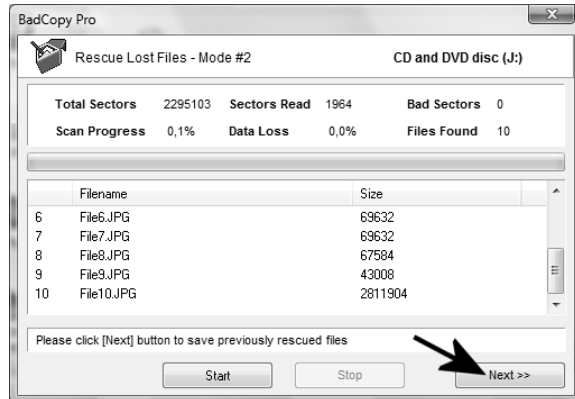 BadCopy Pro
Rescue Lost Files - Mode #2 CD and DVD disc (J:)
Total Sectors 2295103 Sectors Read 1964 Bad Sectors 0
Scan Progress 0,1% Data Loss 0,0% Files Found 10
Filename Size
6 File6.JPG 69632
7 File7.JPG 69632
8 File8.JPG 67584
9 File9.JPG 43008
10 File10.JPG 2811904
Please click [Next] button to save previously rescued files
Start Stop Next >>